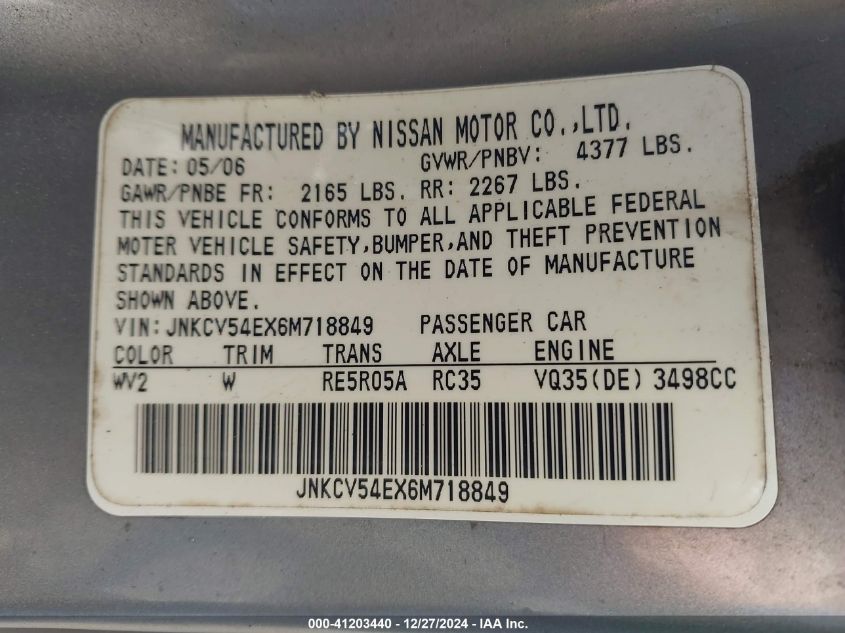 MANUFACTURED BY NISSAN MOTOR CO.,LTD.
DATE: 05/06 GVWR/PNBV: 4377 LBS.
GAWR/PNBE FR: 2165 LBS. RR: 2267 LBS.
THIS VEHICLE CONFORMS TO ALL APPLICABLE FEDERAL
MOTER VEHICLE SAFETY,BUMPER,AND THEFT PREVENTION
STANDARDS IN EFFECT ON THE DATE OF MANUFACTURE
SHOWN ABOVE.
VIN: JNKCV54EX6M718849 PASSENGER CAR
COLOR TRIM TRANS AXLE ENGINE
WV2 W RE5R05A RC35 VQ35(DE) 3498CC
JNKCV54EX6M718849
000-41203440 - 12/27/2024 - IAA Inc.